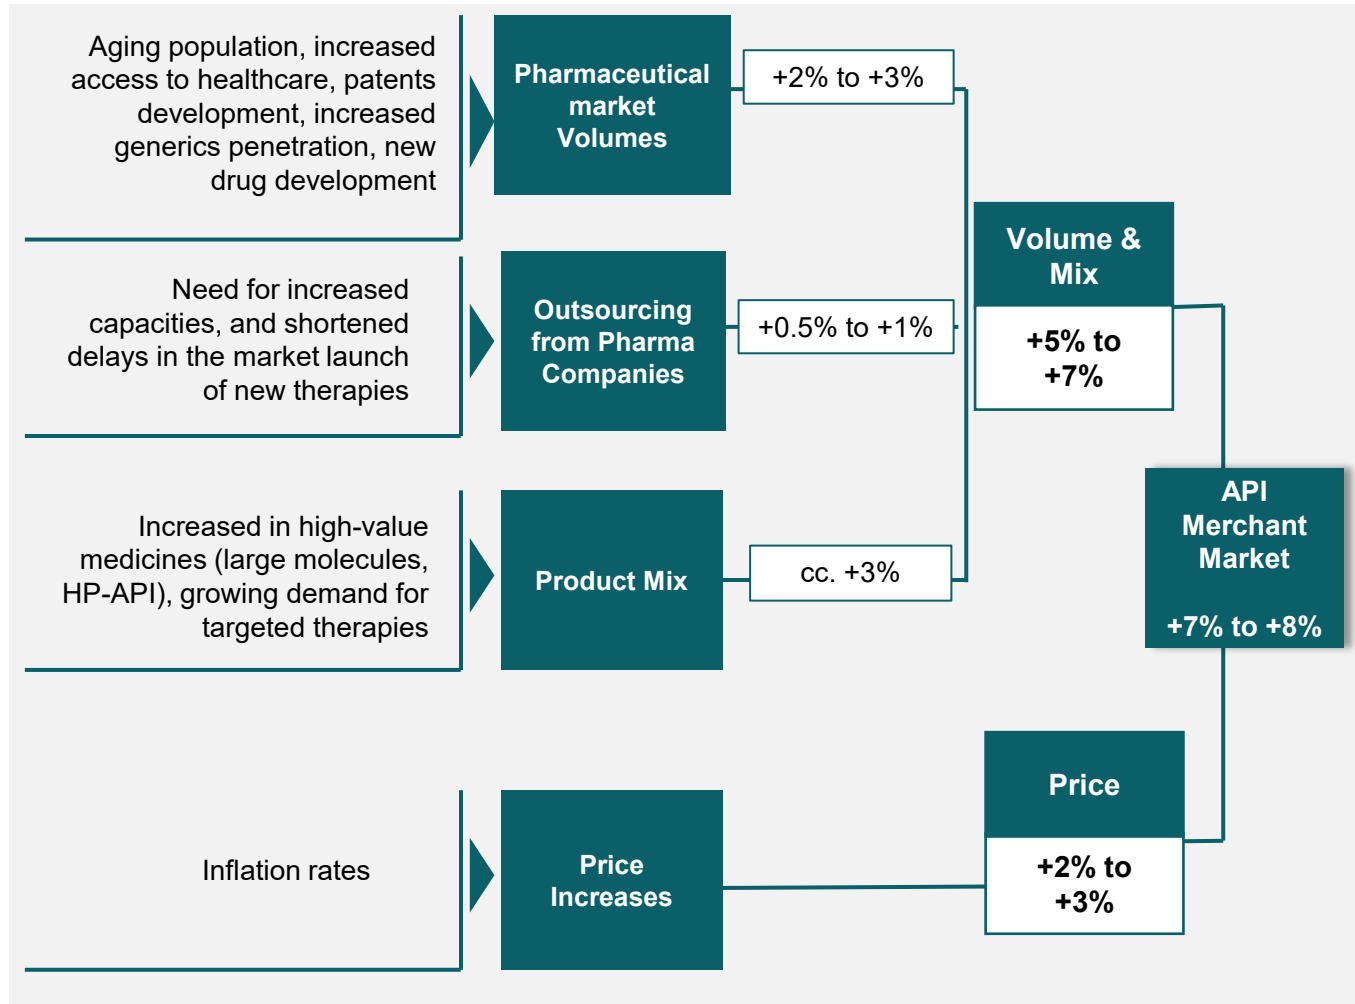 Aging population, increased
access to healthcare, patents
development, increased
generics penetration, new
drug development
Pharmaceutical
market
Volumes
+2% to +3%
Need for increased
capacities, and shortened
delays in the market launch
of new therapies
Outsourcing
from Pharma
Companies
+0.5% to +1%
Increased in high-value
medicines (large molecules,
HP-API), growing demand for
targeted therapies
Product Mix
cc. +3%
Volume &
Mix
+5% to
+7%
Inflation rates
Price
Increases
Price
+2% to
+3%
API
Merchant
Market
+7% to +8%